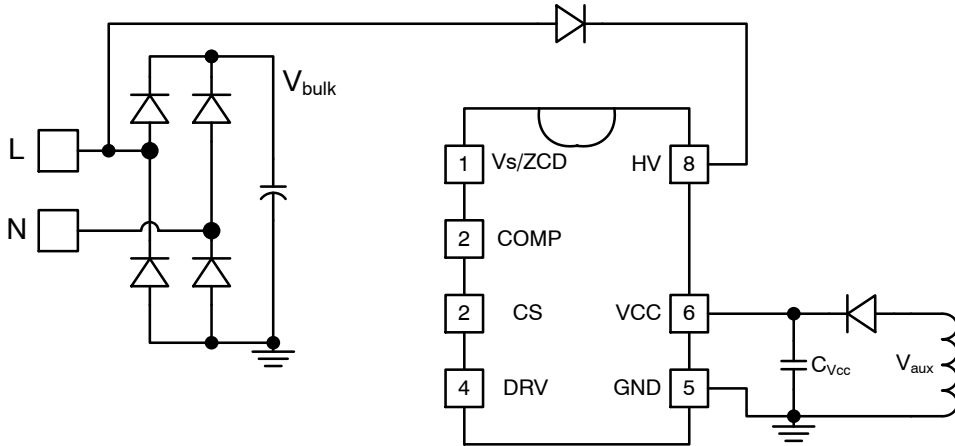 V_bulk
L
1 Vs/ZCD HV 8
N
2 COMP
2 CS VCC 6
C_Vcc V_aux
4 DRV GND 5